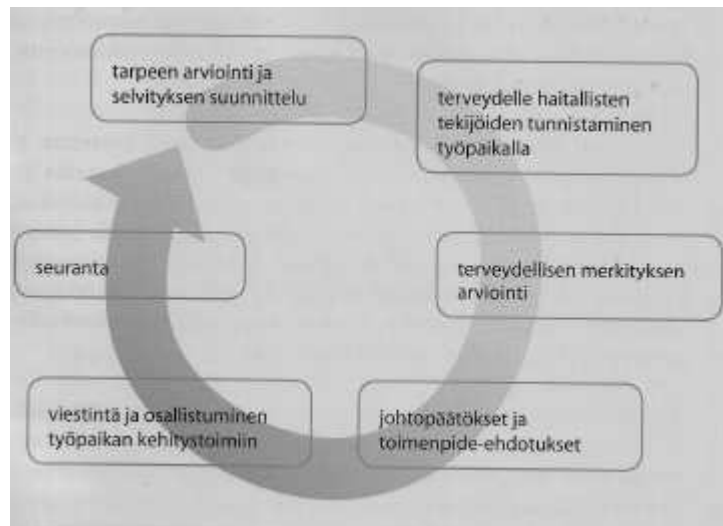 tarpeen arviointi ja
selvityksen suunnittelu
terveydelle haitallisten
tekijöiden tunnistaminen
työpaikalla
terveydellisen merkityksen
arviointi
johtopäätökset ja
toimenpide-ehdotukset
viestintä ja osallistuminen
työpaikan kehitystoimiin
seuranta